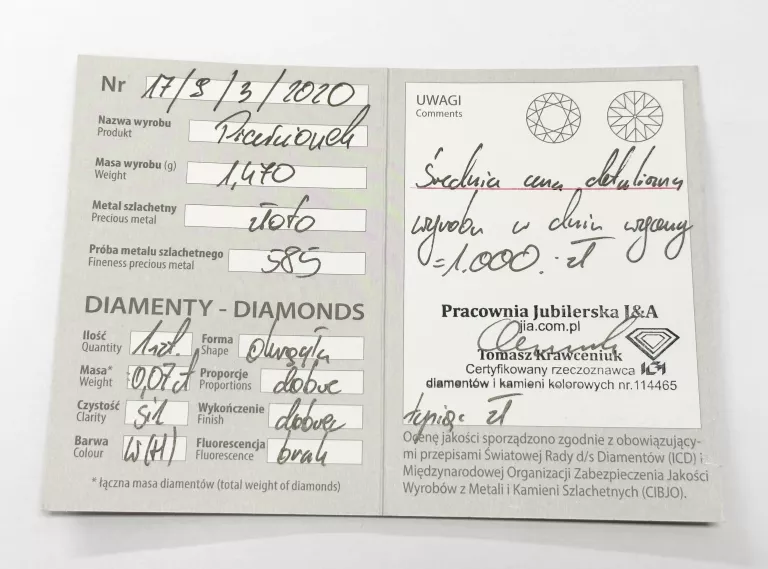 Nr 17/9/3/2020
Nazwa wyrobu
Produkt
Pierścionek
Masa wyrobu (g)
Weight
1,470
Metal szlachetny
Precious metal
złoto
Próba metalu szlachetnego
Fineness precious metal
585
DIAMENTY - DIAMONDS
Ilość
Quantity
1szt.
Forma
Shape
okrągła
Masa*
Weight
0,07ct
Proporcje
Proportions
dobre
Czystość
Clarity
si1
Wykończenie
Finish
dobre
Barwa
Colour
W(H)
Fluorescencja
Fluorescence
brak
* łączna masa diamentów (total weight of diamonds)
UWAGI
Comments
Średnia cena detaliczna
wyrobu w dniu wyceny
=1.000.- zł
Pracownia Jubilerska J&A
jia.com.pl
Tomasz Krawceniuk
Certyfikowany rzeczoznawca
diamentów i kamieni kolorowych nr.114465
tysiąc zł
Ocenę jakości sporządzono zgodnie z obowiązujący-
mi przepisami Światowej Rady d/s Diamentów (ICD) i
Międzynarodowej Organizacji Zabezpieczenia Jakości
Wyrobów z Metali i Kamieni Szlachetnych (CIBJO).